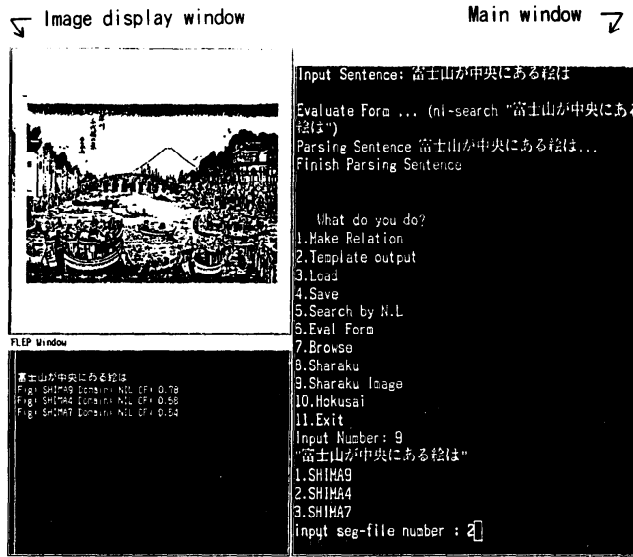 Image display window
Main window
Input Sentence: 富士山が中央にある絵は
Evaluate Form ... (nl-search "富士山が中央にある
絵は")
Parsing Sentence 富士山が中央にある絵は...
Finish Parsing Sentence
What do you do?
1.Make Relation
2.Template output
3.Load
4.Save
5.Search by N.L
6.Eval Form
7.Browse
8.Sharaku
9.Sharaku Image
10.Hokusai
11.Exit
Input Number: 9
"富士山が中央にある絵は"
1.SHIMA9
2.SHIMA4
3.SHIMA7
input seg-file number : 2
FLEP Window
富士山が中央にある絵は
Fig: SHIMA9 Domain: NIL CF: 0.78
Fig: SHIMA4 Domain: NIL CF: 0.58
Fig: SHIMA7 Domain: NIL CF: 0.54